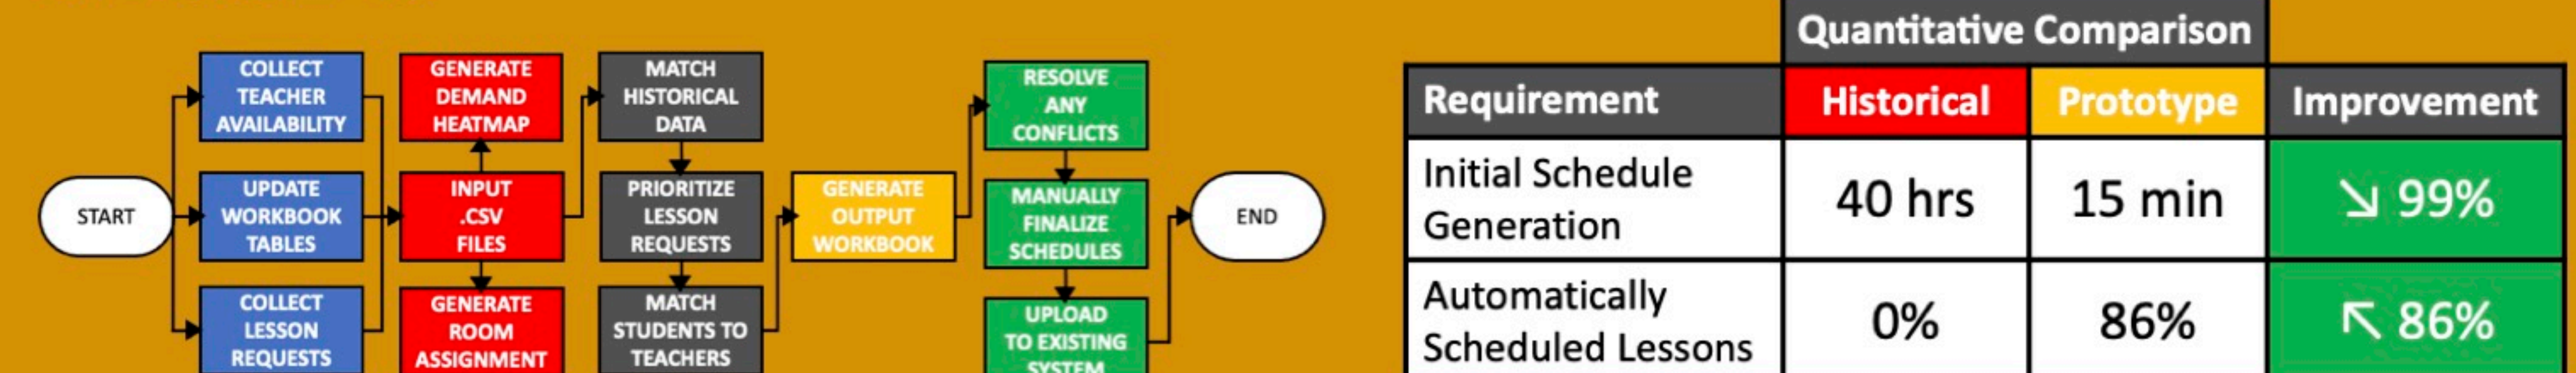 START
COLLECT
TEACHER
AVAILABILITY
UPDATE
WORKBOOK
TABLES
COLLECT
LESSON
REQUESTS
GENERATE
DEMAND
HEATMAP
INPUT
.CSV
FILES
GENERATE
ROOM
ASSIGNMENT
MATCH
HISTORICAL
DATA
PRIORITIZE
LESSON
REQUESTS
MATCH
STUDENTS TO
TEACHERS
GENERATE
OUTPUT
WORKBOOK
RESOLVE
ANY
CONFLICTS
MANUALLY
FINALIZE
SCHEDULES
UPLOAD
TO EXISTING
SYSTEM
END
Quantitative Comparison
Requirement Historical Prototype Improvement
Initial Schedule
Generation 40 hrs 15 min ↘ 99%
Automatically
Scheduled Lessons 0% 86% ↖ 86%